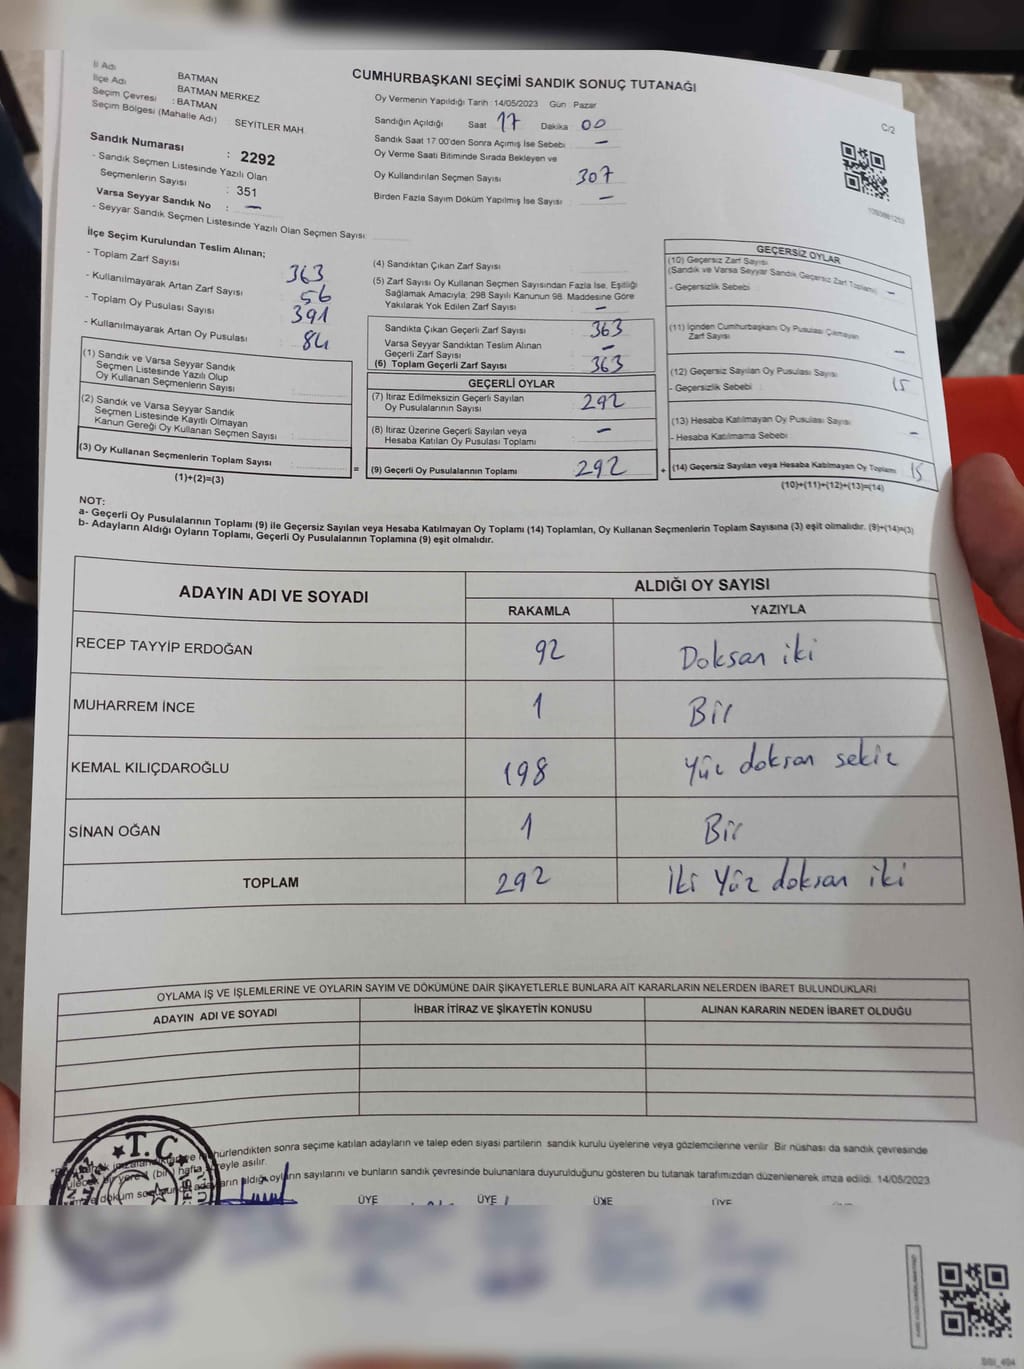 CUMHURBAŞKANI SEÇİMİ SANDIK SONUÇ TUTANAĞI
C/2
İl Adı BATMAN
İlçe Adı BATMAN MERKEZ
Seçim Çevresi : BATMAN
Seçim Bölgesi (Mahalle Adı) SEYİTLER MAH.
Sandık Numarası : 2292
- Sandık Seçmen Listesinde Yazılı Olan
Seçmenlerin Sayısı : 351
Varsa Seyyar Sandık No : —
- Seyyar Sandık Seçmen Listesinde Yazılı Olan Seçmen Sayısı:
Oy Vermenin Yapıldığı Tarih :14/05/2023 Gün : Pazar
Sandığın Açıldığı Saat 17 Dakika 00
Sandık Saat 17:00'den Sonra Açımış İse Sebebi : —
Oy Verme Saati Bitiminde Sırada Bekleyen ve
Oy Kullandırılan Seçmen Sayısı : 307
Birden Fazla Sayım Döküm Yapılmış İse Sayısı : —
İlçe Seçim Kurulundan Teslim Alınan;
- Toplam Zarf Sayısı : 363
- Kullanılmayarak Artan Zarf Sayısı : 56
- Toplam Oy Pusulası Sayısı : 391
- Kullanılmayarak Artan Oy Pusulası : 84
(1) Sandık ve Varsa Seyyar Sandık
Seçmen Listesinde Yazılı Olup
Oy Kullanan Seçmenlerin Sayısı :
(2) Sandık ve Varsa Seyyar Sandık
Seçmen Listesinde Kayıtlı Olmayan
Kanun Gereği Oy Kullanan Seçmen Sayısı :
(3) Oy Kullanan Seçmenlerin Toplam Sayısı :
(1)+(2)=(3)
(4) Sandıktan Çıkan Zarf Sayısı :
(5) Zarf Sayısı Oy Kullanan Seçmen Sayısından Fazla İse, Eşitliği
Sağlamak Amacıyla; 298 Sayılı Kanunun 98. Maddesine Göre
Yakılarak Yok Edilen Zarf Sayısı : —
Sandıkta Çıkan Geçerli Zarf Sayısı : 363
Varsa Seyyar Sandıktan Teslim Alınan
Geçerli Zarf Sayısı : —
(6) Toplam Geçerli Zarf Sayısı : 363
GEÇERLİ OYLAR
(7) İtiraz Edilmeksizin Geçerli Sayılan
Oy Pusulalarının Sayısı : 292
(8) İtiraz Üzerine Geçerli Sayılan veya
Hesaba Katılan Oy Pusulası Toplamı : —
= (9) Geçerli Oy Pusulalarının Toplamı : 292
GEÇERSİZ OYLAR
(10) Geçersiz Zarf Sayısı
(Sandık ve Varsa Seyyar Sandık Geçersiz Zarf Toplamı) : —
- Geçersizlik Sebebi :
(11) İçinden Cumhurbaşkanı Oy Pusulası Çıkmayan
Zarf Sayısı : —
(12) Geçersiz Sayılan Oy Pusulası Sayısı : 15
- Geçersizlik Sebebi :
(13) Hesaba Katılmayan Oy Pusulası Sayısı : —
- Hesaba Katılmama Sebebi :
+ (14) Geçersiz Sayılan veya Hesaba Katılmayan Oy Toplamı 15
(10)+(11)+(12)+(13)=(14)
NOT:
a- Geçerli Oy Pusulalarının Toplamı (9) ile Geçersiz Sayılan veya Hesaba Katılmayan Oy Toplamı (14) Toplamları, Oy Kullanan Seçmenlerin Toplam Sayısına (3) eşit olmalıdır. (9)+(14)=(3)
b- Adayların Aldığı Oyların Toplamı, Geçerli Oy Pusulalarının Toplamına (9) eşit olmalıdır.
ADAYIN ADI VE SOYADI
ALDIĞI OY SAYISI
RAKAMLA YAZIYLA
RECEP TAYYİP ERDOĞAN 92 Doksan iki
MUHARREM İNCE 1 Bir
KEMAL KILIÇDAROĞLU 198 Yüz doksan sekiz
SİNAN OĞAN 1 Bir
TOPLAM 292 İki Yüz doksan iki
OYLAMA İŞ VE İŞLEMLERİNE VE OYLARIN SAYIM VE DÖKÜMÜNE DAİR ŞİKAYETLERLE BUNLARA AİT KARARLARIN NELERDEN İBARET BULUNDUKLARI
ADAYIN ADI VE SOYADI İHBAR İTİRAZ VE ŞİKAYETİN KONUSU ALINAN KARARIN NEDEN İBARET OLDUĞU
T.C.
hürlendikten sonra seçime katılan adayların ve talep eden siyasi partilerin sandık kurulu üyelerine veya gözlemcilerine verilir. Bir nüshası da sandık çevresinde
bir yere 1 (bir) hafta süreyle asılır.
döküm aldığı oyların sayılarını ve bunların sandık çevresinde bulunanlara duyurulduğunu gösteren bu tutanak tarafımızdan düzenlenerek imza edildi. 14/05/2023
ÜYE ÜYE ÜYE ÜYE